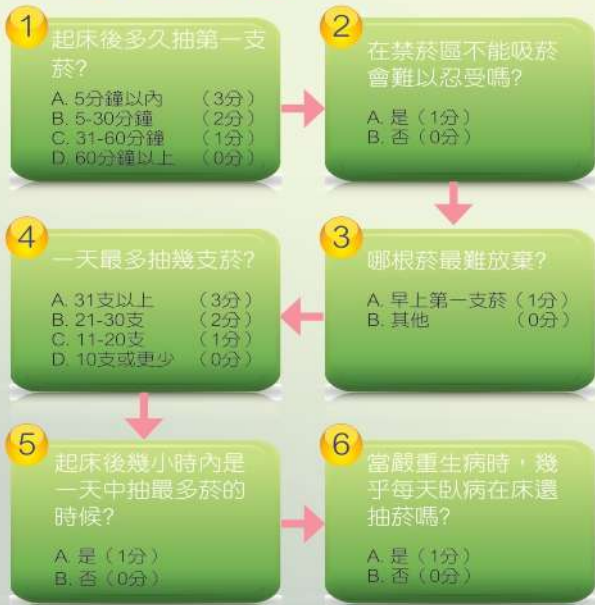 1
起床後多久抽第一支
菸?
A. 5分鐘以內 (3分)
B. 5-30分鐘 (2分)
C. 31-60分鐘 (1分)
D. 60分鐘以上 (0分)
2
在禁菸區不能吸菸
會難以忍受嗎?
A. 是(1分)
B. 否(0分)
3
哪根菸最難放棄?
A. 早上第一支菸(1分)
B. 其他 (0分)
4
一天最多抽幾支菸?
A. 31支以上 (3分)
B. 21-30支 (2分)
C. 11-20支 (1分)
D. 10支或更少 (0分)
5
起床後幾小時內是
一天中抽最多菸的
時候?
A. 是(1分)
B. 否(0分)
6
當嚴重生病時,幾
乎每天臥病在床還
抽菸嗎?
A. 是(1分)
B. 否(0分)